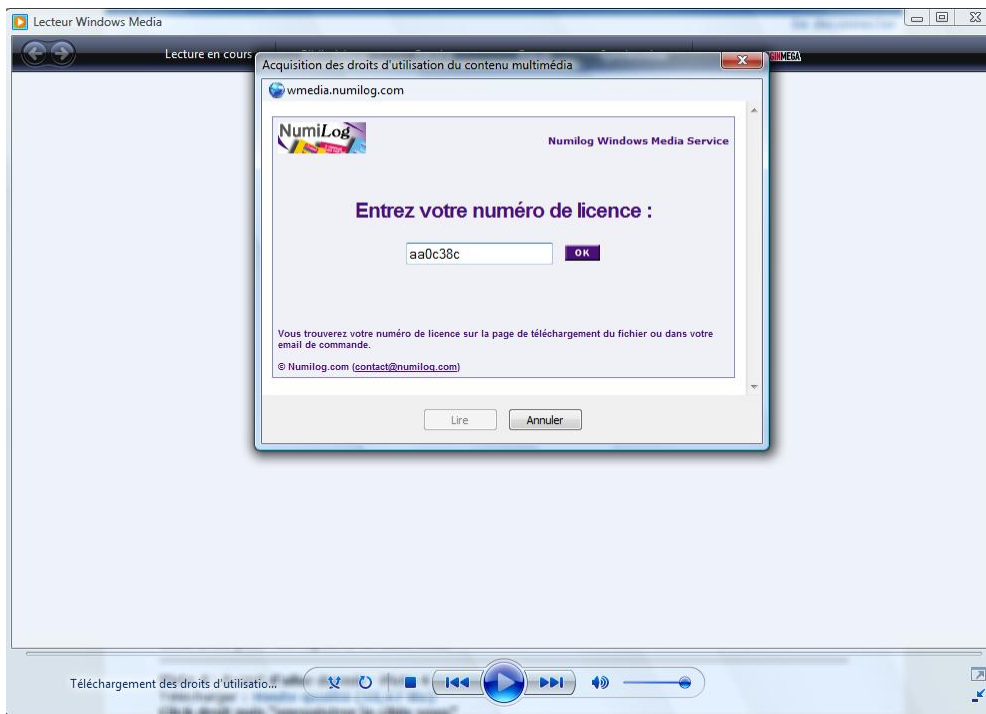 Lecteur Windows Media
Lecture en cours
Acquisition des droits d'utilisation du contenu multimédia
MEGA
wmedia.numilog.com
NumiLog
Numilog Windows Media Service
Entrez votre numéro de licence :
aa0c38c
OK
Vous trouverez votre numéro de licence sur la page de téléchargement du fichier ou dans votre
email de commande.
© Numilog.com (contact@numilog.com)
Lire
Annuler
Téléchargement des droits d'utilisatio...